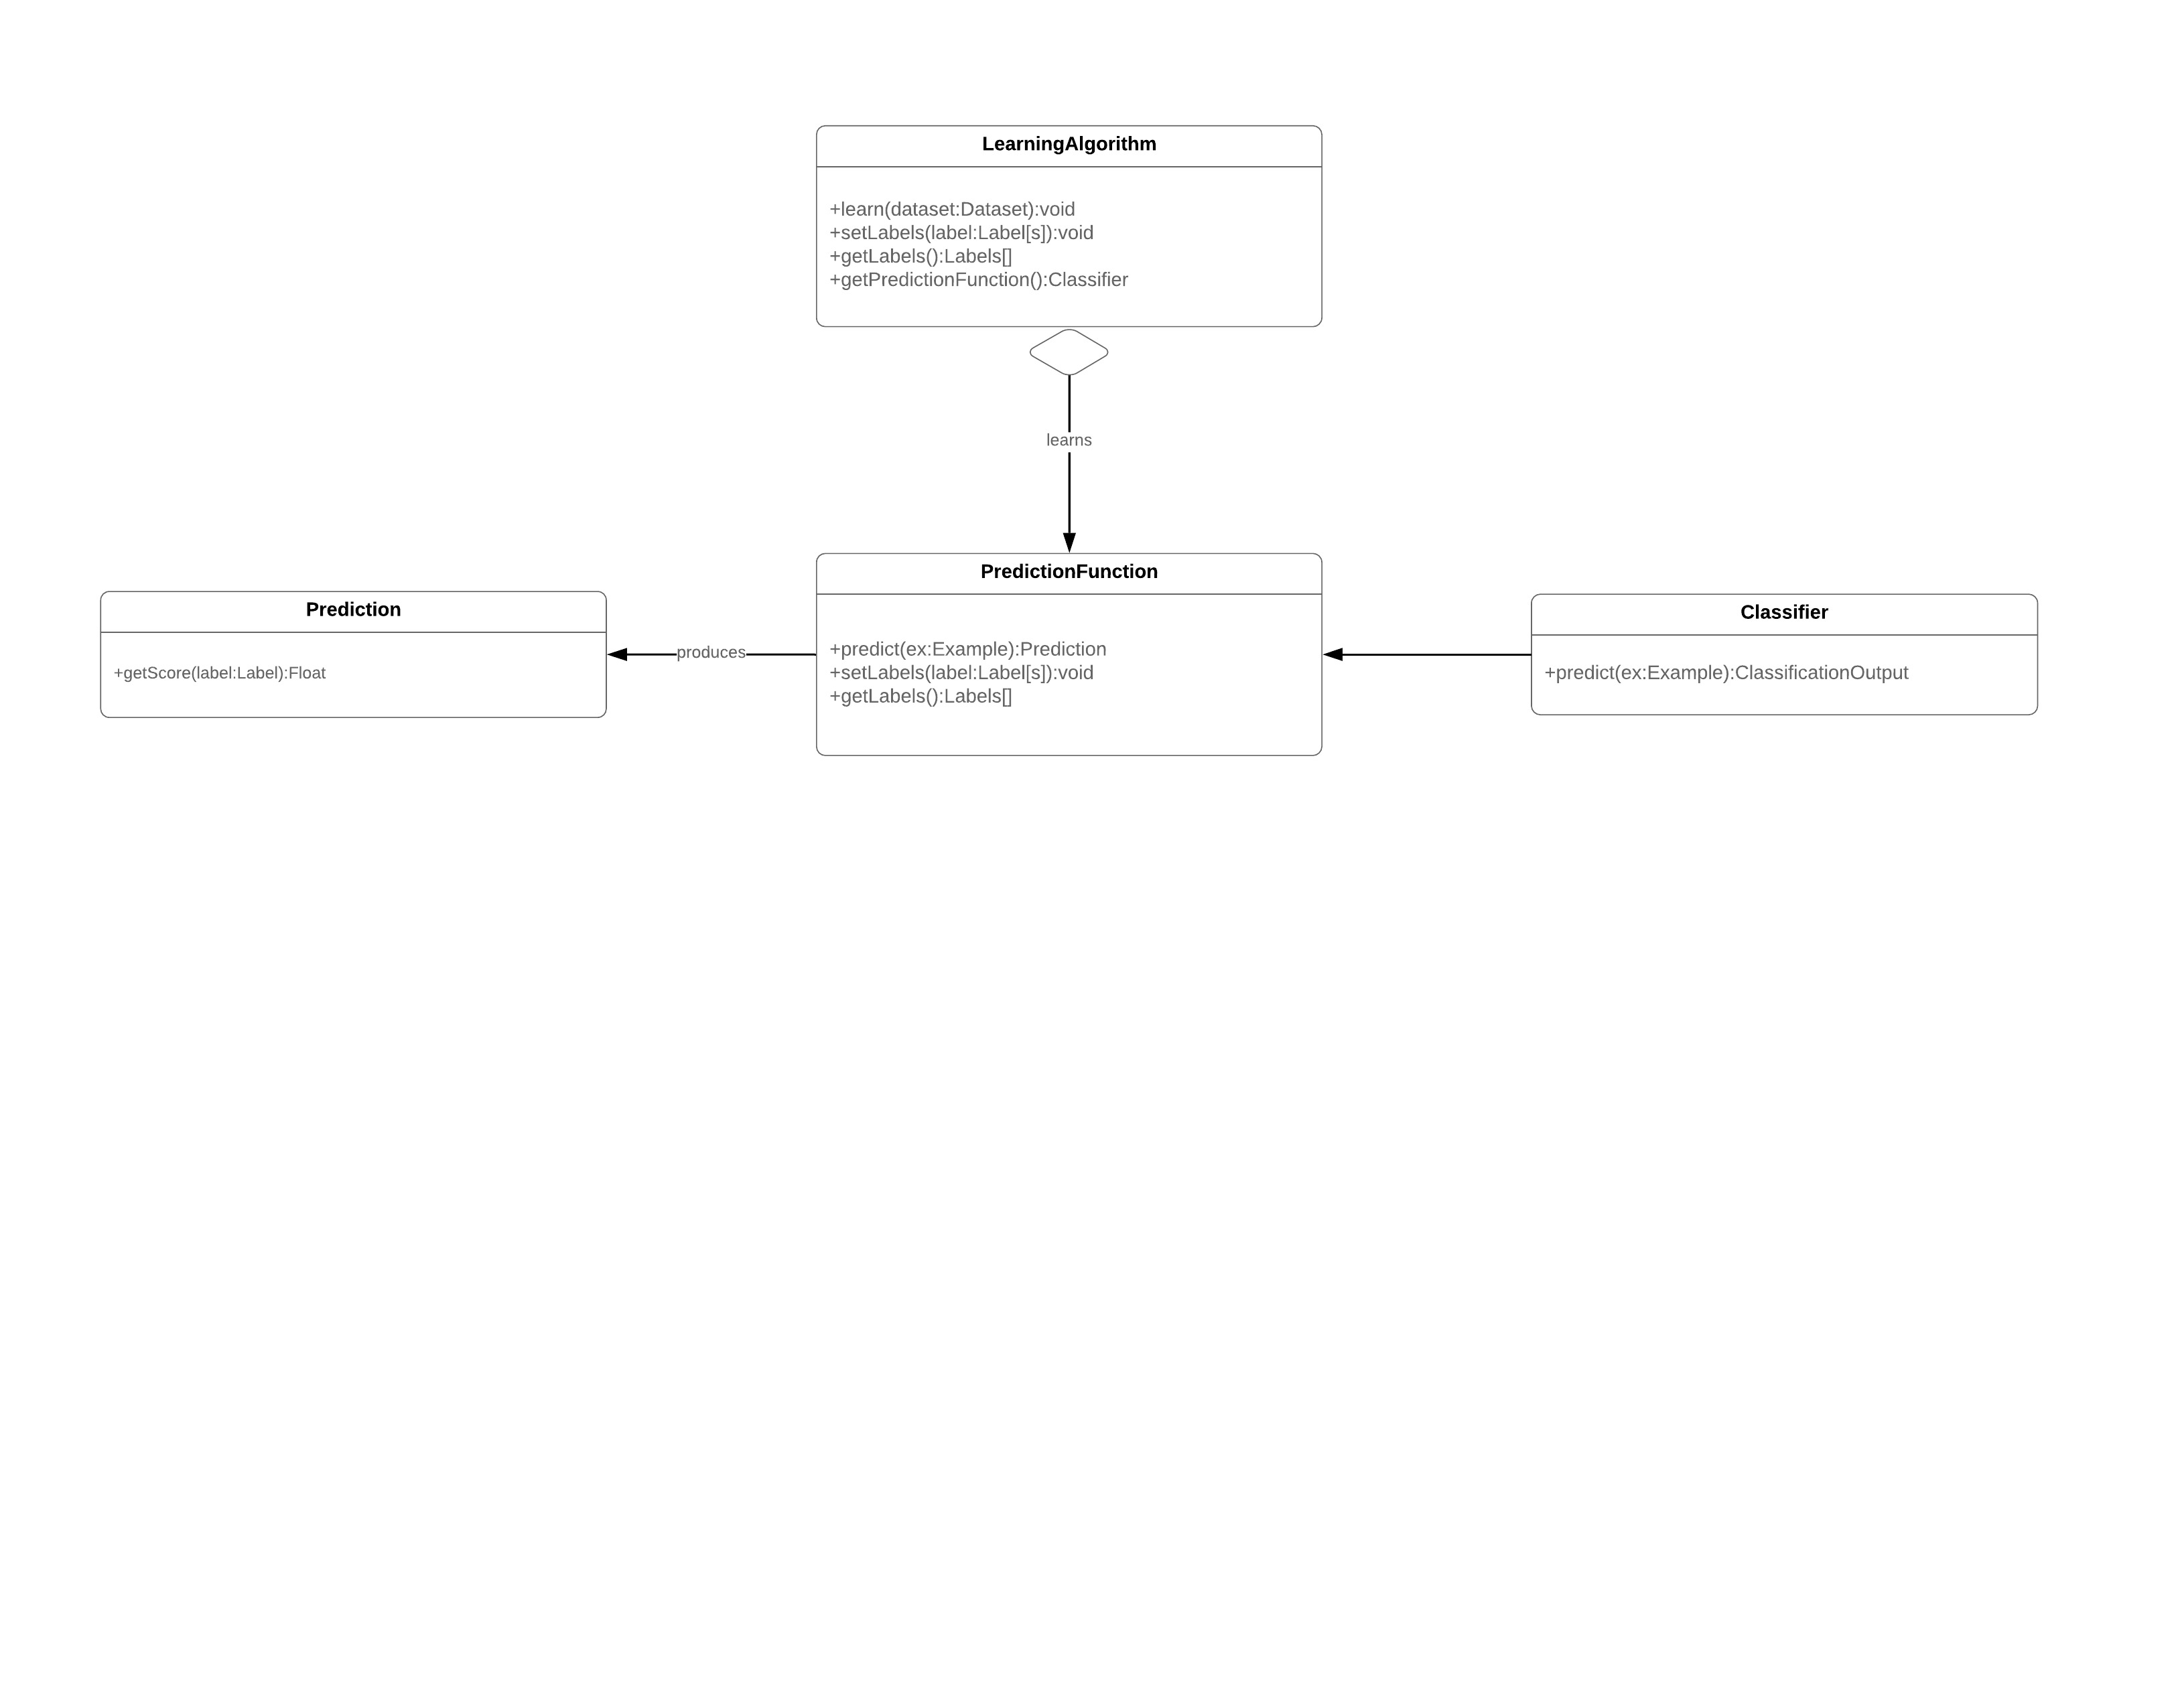 LearningAlgorithm
+learn(dataset:Dataset):void
+setLabels(label:Label[s]):void
+getLabels():Labels[]
+getPredictionFunction():Classifier
learns
PredictionFunction
+predict(ex:Example):Prediction
+setLabels(label:Label[s]):void
+getLabels():Labels[]
Prediction
+getScore(label:Label):Float
produces
Classifier
+predict(ex:Example):ClassificationOutput